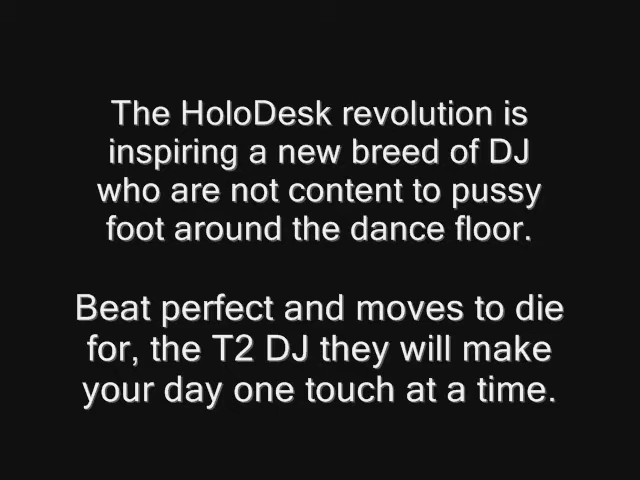 The HoloDesk revolution is
inspiring a new breed of DJ
who are not content to pussy
foot around the dance floor.
Beat perfect and moves to die
for, the T2 DJ they will make
your day one touch at a time.